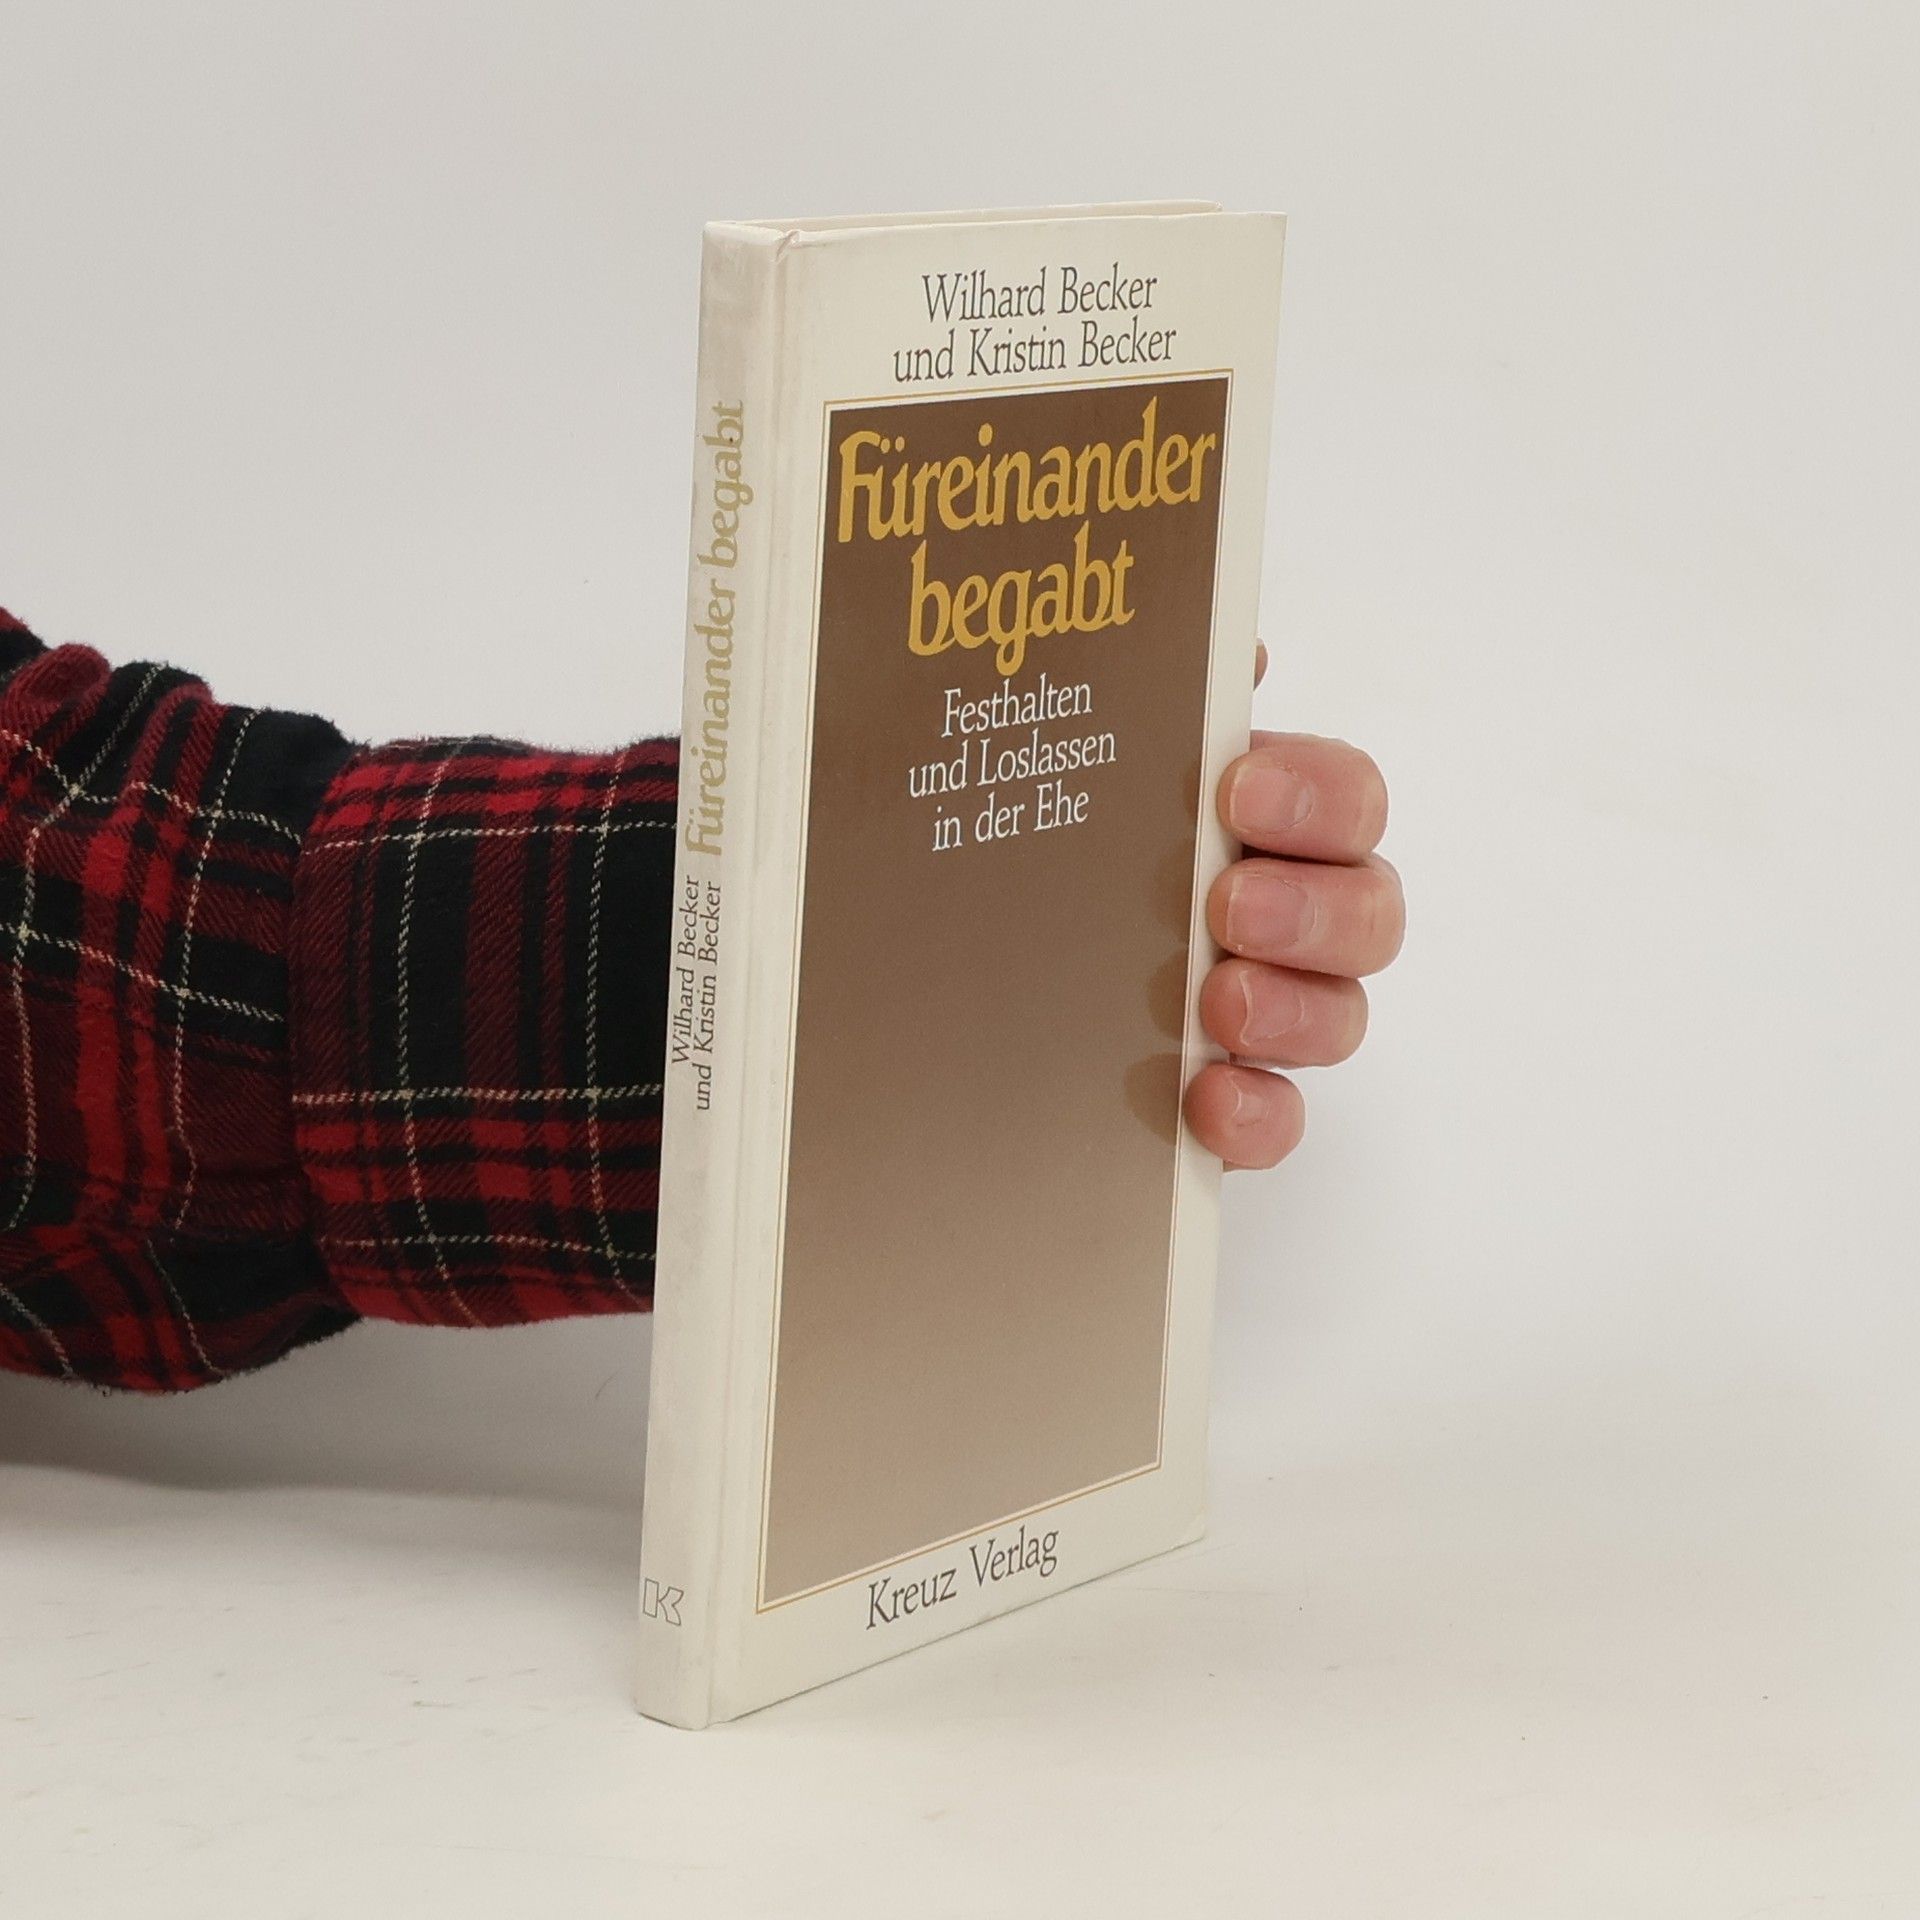 Wilhard Becker
und Kristin Becker
Füreinander
begabt
Festhalten
und Loslassen
in der Ehe
Kreuz Verlag
Wilhard Becker
und Kristin Becker
Füreinander begabt
K